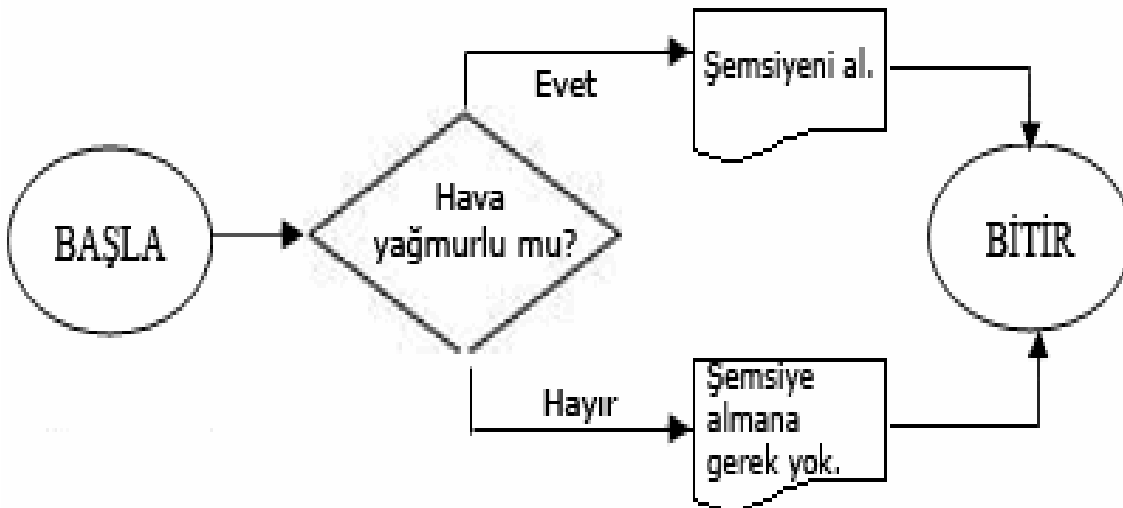 BAŞLA
Hava
yağmurlu mu?
Evet
Şemsiyeni al.
Hayır
Şemsiye
almana
gerek yok.
BİTİR